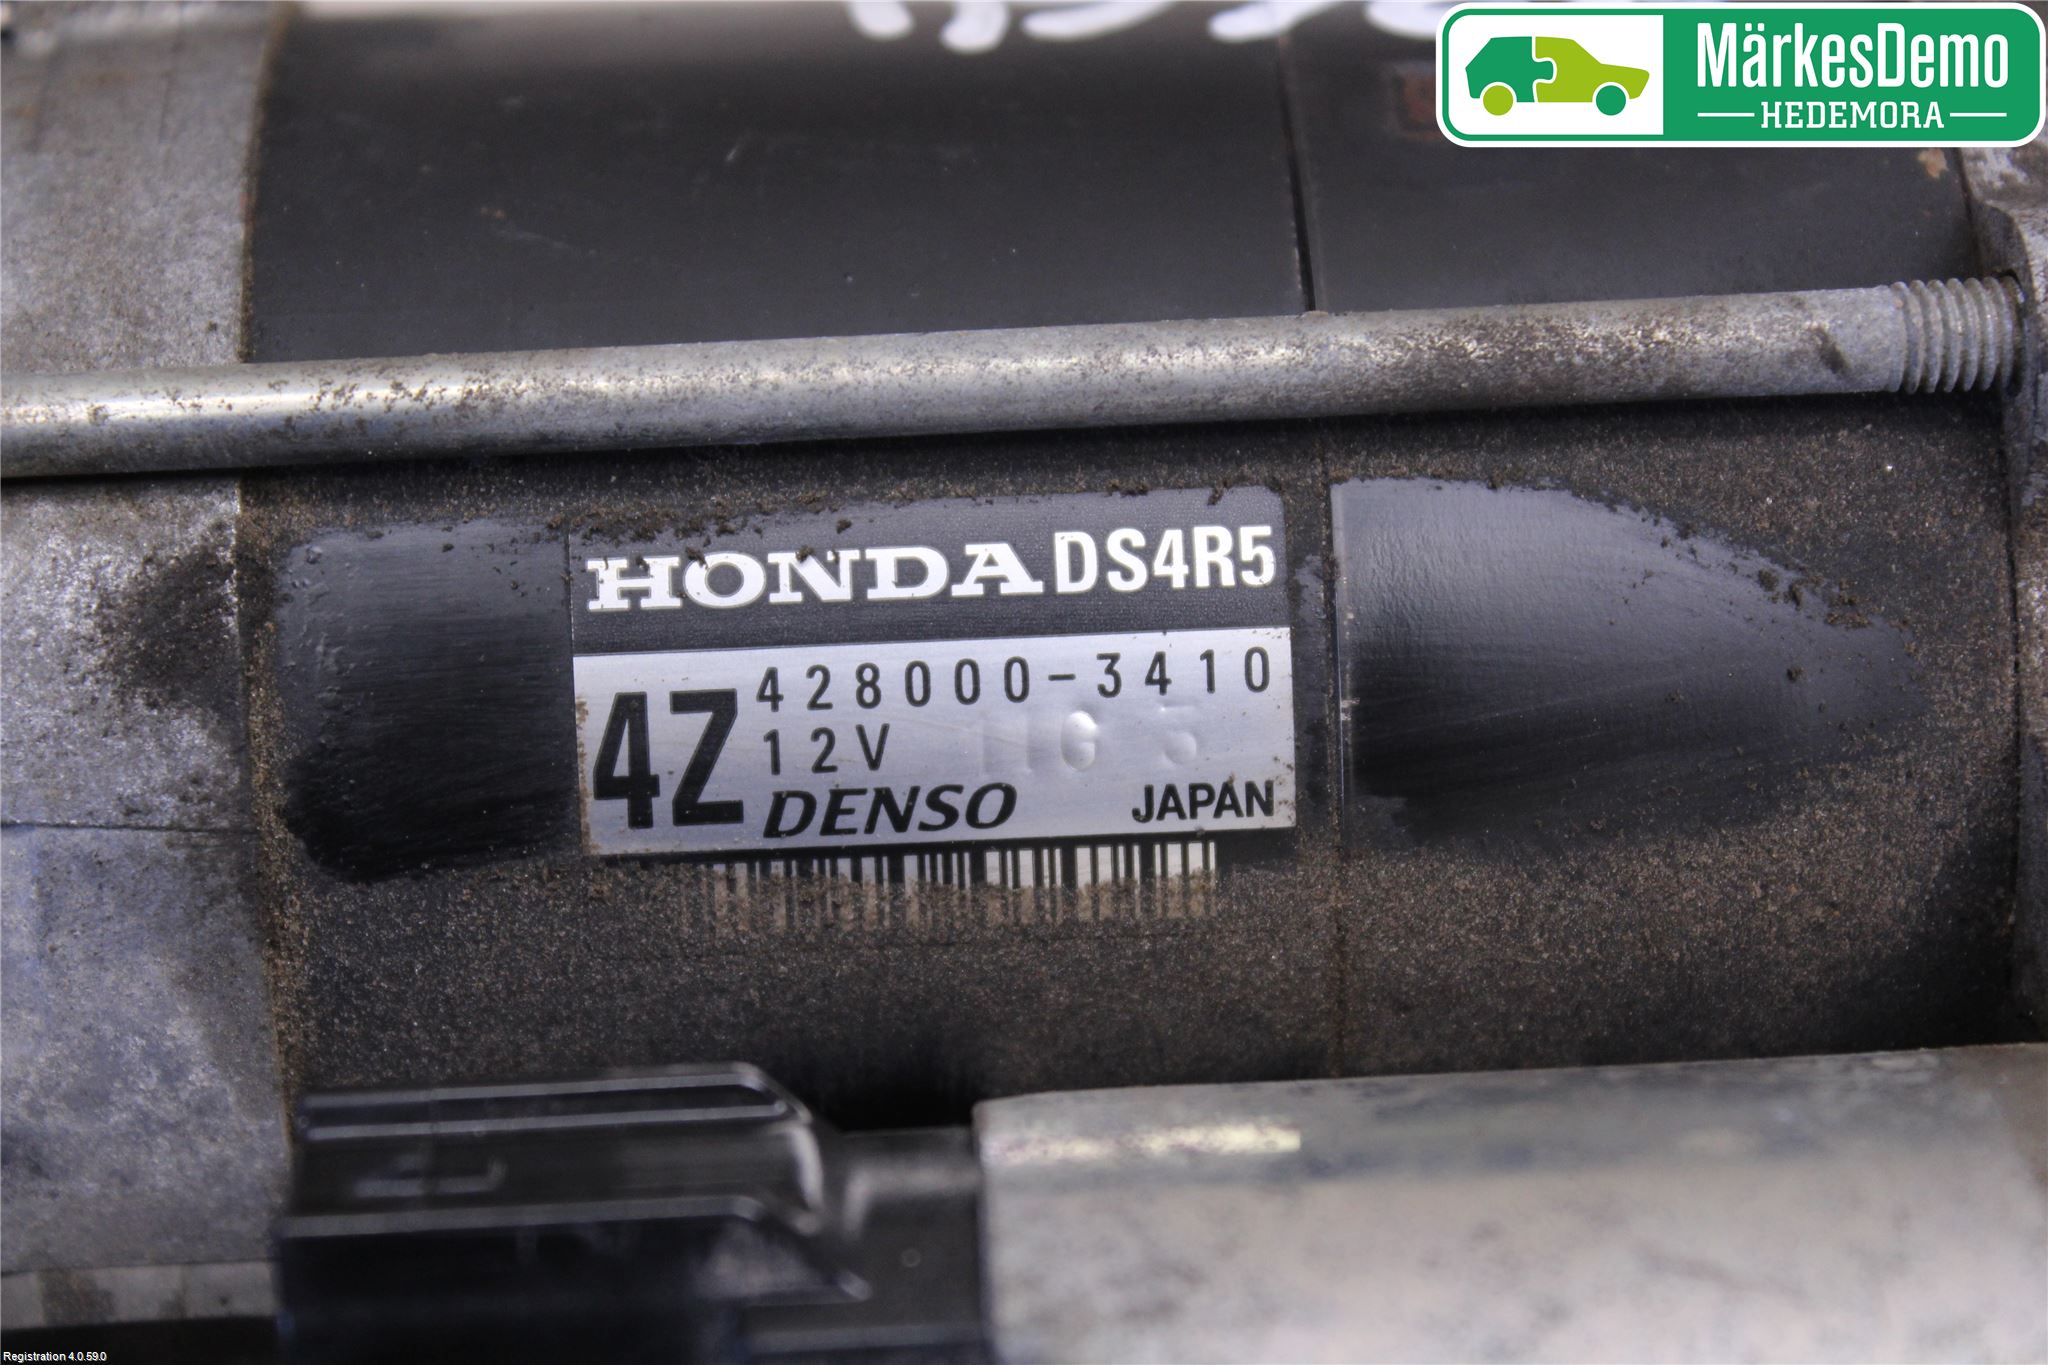 MärkesDemo
HEDEMORA
HONDA DS4R5
4Z
428000-3410
12V
DENSO JAPAN
Registration 4.0.59.0